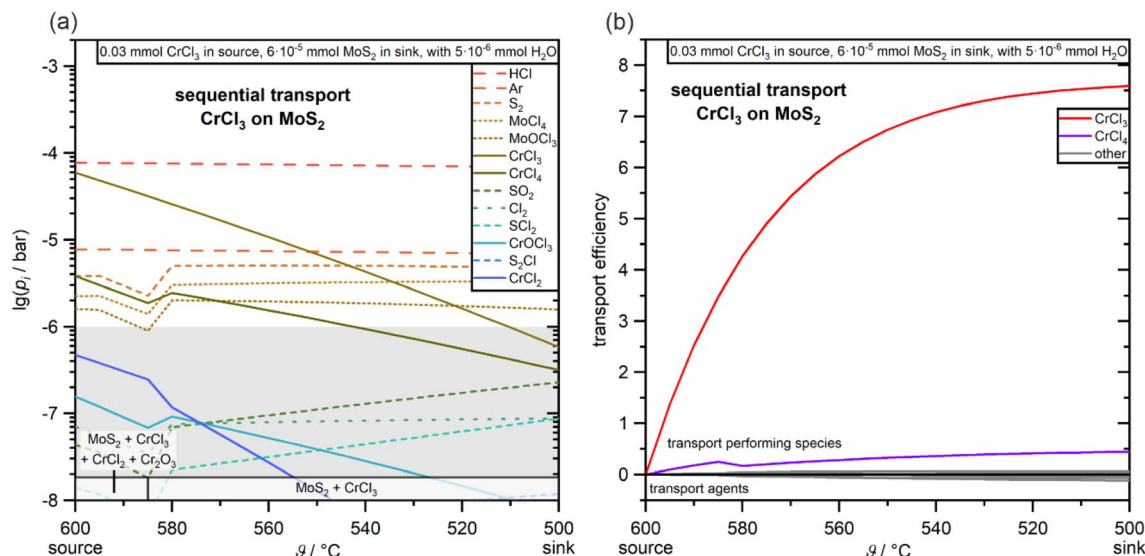 (a)
0.03 mmol CrCl₃ in source, 6·10⁻⁵ mmol MoS₂ in sink, with 5·10⁻⁶ mmol H₂O
sequential transport
CrCl₃ on MoS₂
HCl
Ar
S₂
MoCl₄
MoOCl₃
CrCl₃
CrCl₄
SO₂
Cl₂
SCl₂
CrOCl₃
S₂Cl
CrCl₂
lg(pᵢ / bar)
-3
-4
-5
-6
-7
-8
MoS₂ + CrCl₃
+ CrCl₂ + Cr₂O₃
MoS₂ + CrCl₃
600
580
560
540
520
500
source
ϑ / °C
sink
(b)
0.03 mmol CrCl₃ in source, 6·10⁻⁵ mmol MoS₂ in sink, with 5·10⁻⁶ mmol H₂O
sequential transport
CrCl₃ on MoS₂
CrCl₃
CrCl₄
other
transport efficiency
8
7
6
5
4
3
2
1
0
transport performing species
transport agents
600
580
560
540
520
500
source
ϑ / °C
sink